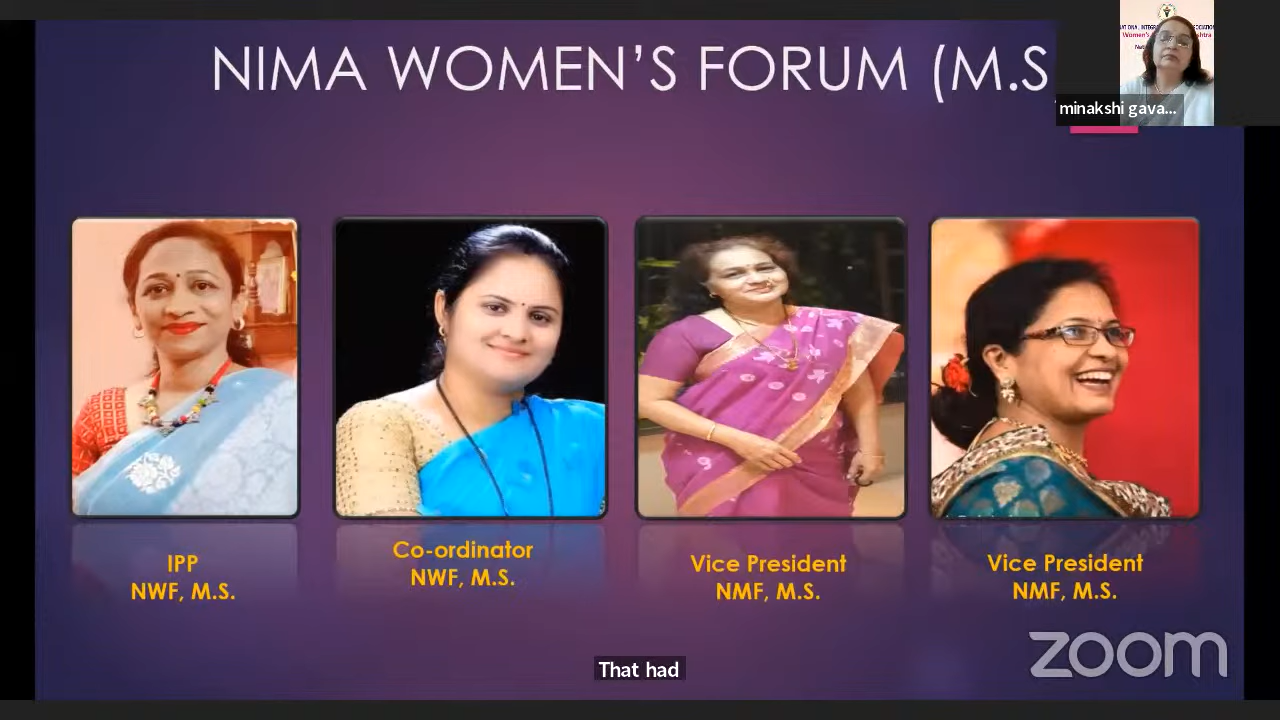 NIMA WOMEN'S FORUM (M.S
Women's
minakshi gava...
IPP
NWF, M.S.
Co-ordinator
NWF, M.S.
Vice President
NMF, M.S.
Vice President
NMF, M.S.
That had
zoom